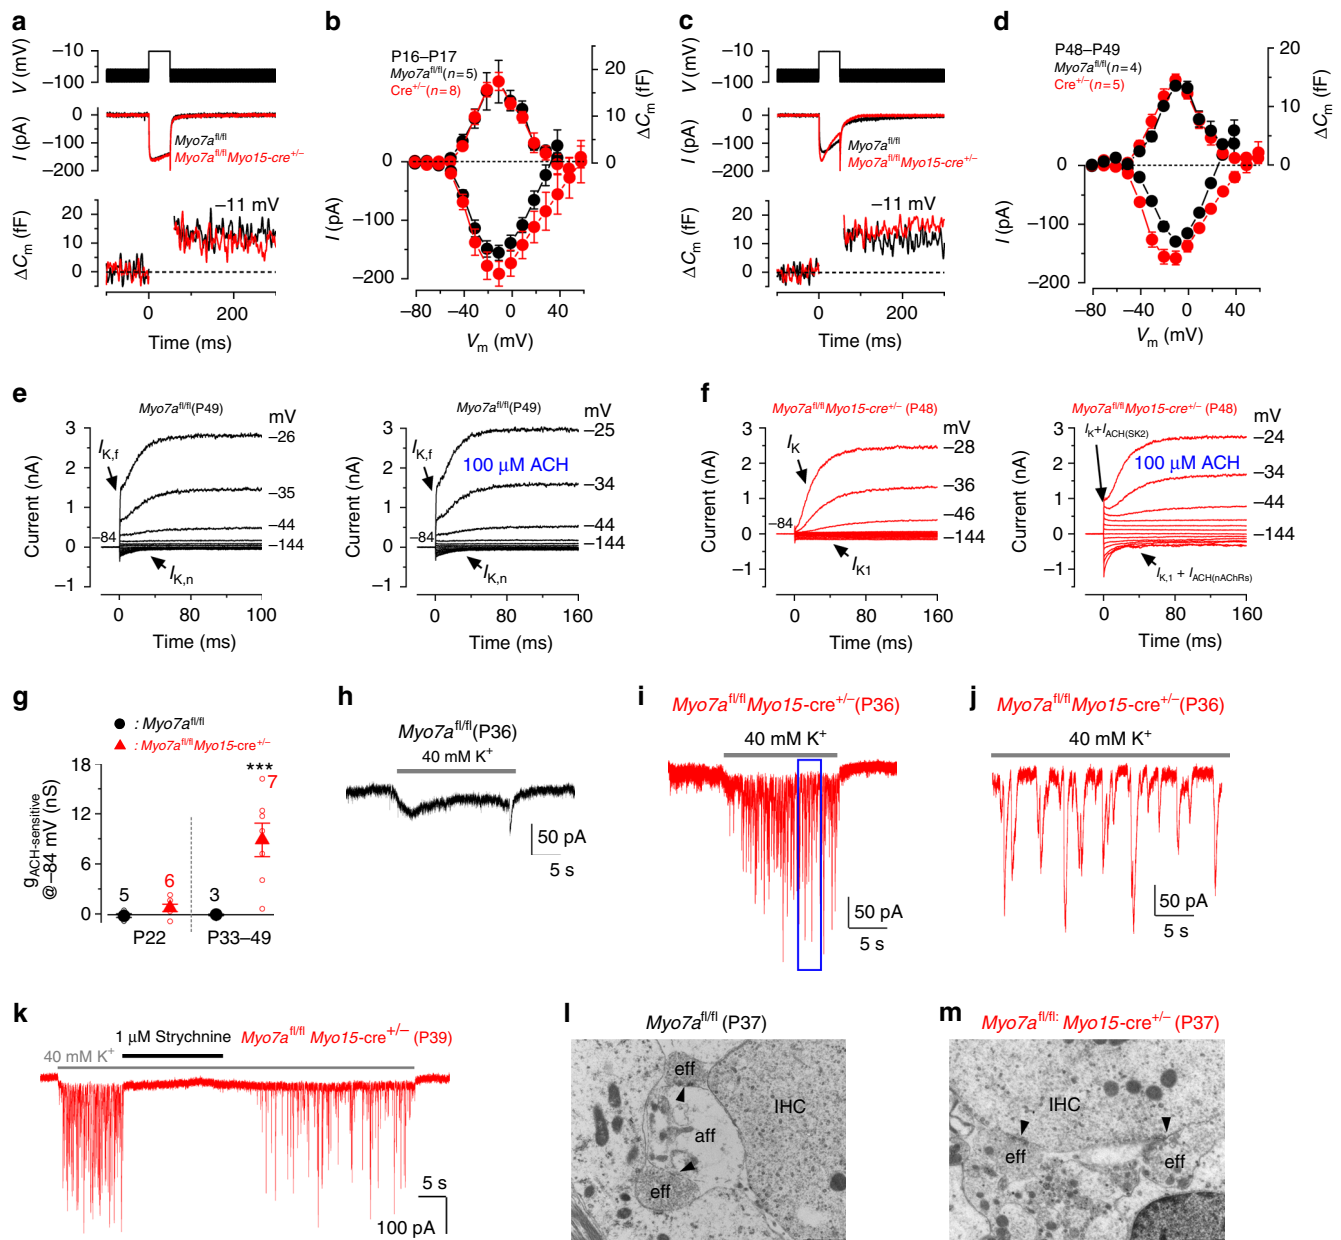 a
−10
−100
V (mV)
0
−100
−200
I (pA)
Myo7a^fl/fl
Myo7a^fl/fl Myo15-cre^+/−
20
10
0
ΔC_m (fF)
−11 mV
0
200
Time (ms)
b
P16–P17
Myo7a^fl/fl (n=5)
Cre^+/− (n=8)
20
10
0
ΔC_m (fF)
0
−100
−200
I (pA)
−80
−40
0
40
V_m (mV)
c
−10
−100
V (mV)
0
−100
−200
I (pA)
Myo7a^fl/fl
Myo7a^fl/fl Myo15-cre^+/−
20
10
0
ΔC_m (fF)
−11 mV
0
200
Time (ms)
d
P48–P49
Myo7a^fl/fl (n=4)
Cre^+/− (n=5)
20
10
0
ΔC_m (fF)
0
−100
−200
I (pA)
−80
−40
0
40
V_m (mV)
e
Myo7a^fl/fl (P49)
mV
3
2
1
0
−1
Current (nA)
I_K,f
−26
−35
−44
−84
−144
I_K,n
0
80
100
Time (ms)
Myo7a^fl/fl (P49)
mV
3
2
1
0
−1
Current (nA)
I_K,f
100 µM ACH
−25
−34
−44
−84
−144
I_K,n
0
80
160
Time (ms)
f
Myo7a^fl/fl Myo15-cre^+/− (P48)
mV
3
2
1
0
−1
Current (nA)
I_K
−28
−36
−46
−84
−144
I_K1
0
80
160
Time (ms)
Myo7a^fl/fl Myo15-cre^+/− (P48)
mV
3
2
1
0
−1
Current (nA)
I_K+I_ACH(SK2)
100 µM ACH
−24
−34
−44
−144
I_K,1 + I_ACH(nAChRs)
0
80
160
Time (ms)
g
: Myo7a^fl/fl
: Myo7a^fl/fl Myo15-cre^+/−
18
12
6
0
g_ACH-sensitive
@−84 mV (nS)
5
6
3
***
7
P22
P33–49
h
Myo7a^fl/fl (P36)
40 mM K^+
50 pA
5 s
i
Myo7a^fl/fl Myo15-cre^+/− (P36)
40 mM K^+
50 pA
5 s
j
Myo7a^fl/fl Myo15-cre^+/− (P36)
40 mM K^+
50 pA
5 s
k
1 µM Strychnine
Myo7a^fl/fl Myo15-cre^+/− (P39)
40 mM K^+
5 s
100 pA
l
Myo7a^fl/fl (P37)
eff
IHC
aff
eff
m
Myo7a^fl/fl: Myo15-cre^+/− (P37)
IHC
eff
eff